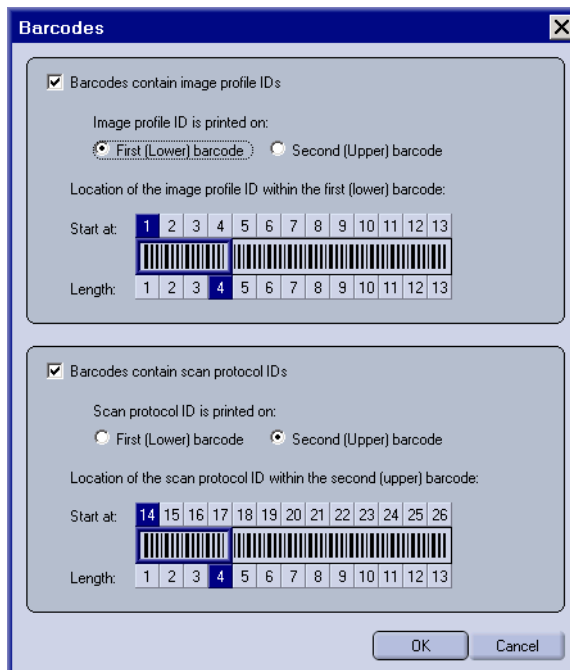 Barcodes
Barcodes contain image profile IDs
Image profile ID is printed on:
First (Lower) barcode Second (Upper) barcode
Location of the image profile ID within the first (lower) barcode:
Start at: 1 2 3 4 5 6 7 8 9 10 11 12 13
Length: 1 2 3 4 5 6 7 8 9 10 11 12 13
Barcodes contain scan protocol IDs
Scan protocol ID is printed on:
First (Lower) barcode Second (Upper) barcode
Location of the scan protocol ID within the second (upper) barcode:
Start at: 14 15 16 17 18 19 20 21 22 23 24 25 26
Length: 1 2 3 4 5 6 7 8 9 10 11 12 13
OK Cancel